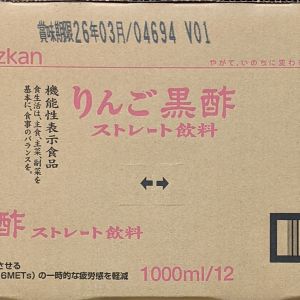 賞味期限26年03月/04694 V01
zkan
やがて、いのちに変わ
機能性表示食品
食生活は、主食、主菜、副菜を
基本に、食事のバランスを。
りんご黒酢
ストレート飲料
酢 ストレート飲料
させる
6METs)の一時的な疲労感を軽減
1000ml/12